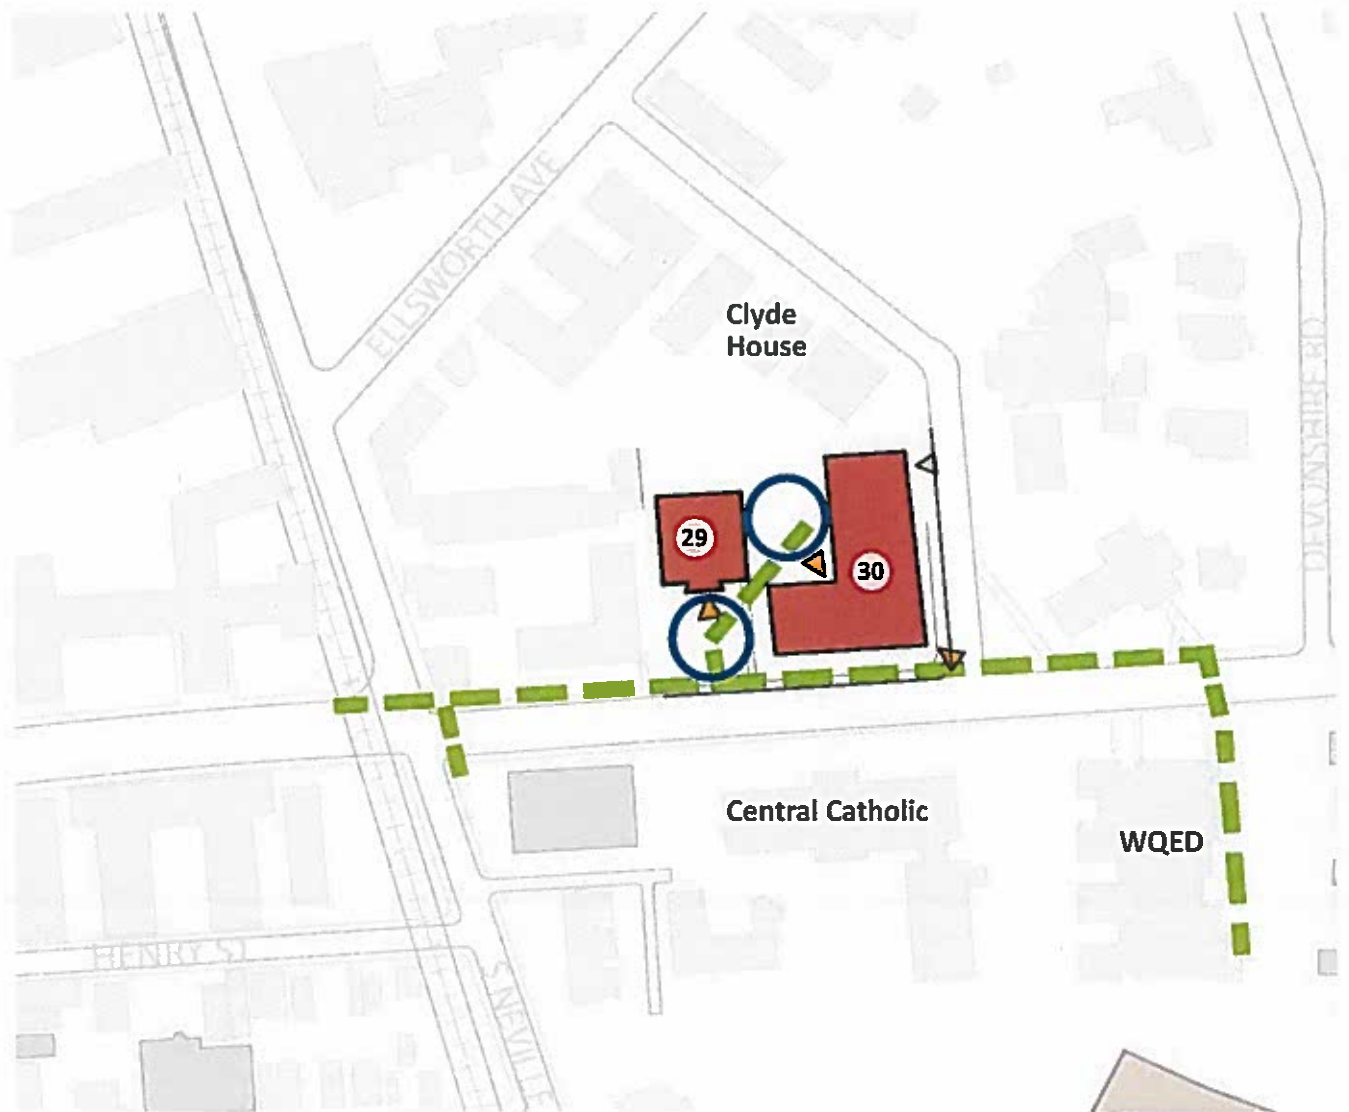 ELLSWORTH AVE
Clyde
House
DEVONSHIRE RD
29
30
Central Catholic
WQED
HENRY ST
S NEVILLE